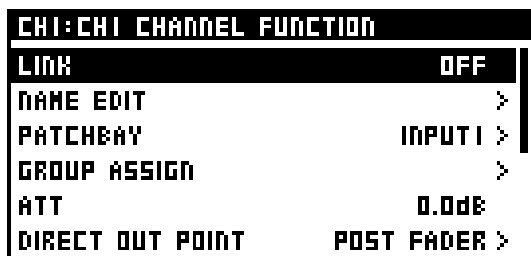 CH1:CH1 CHANNEL FUNCTION
LINK OFF
NAME EDIT >
PATCHBAY INPUT1 >
GROUP ASSIGN >
ATT 0.0dB
DIRECT OUT POINT POST FADER >